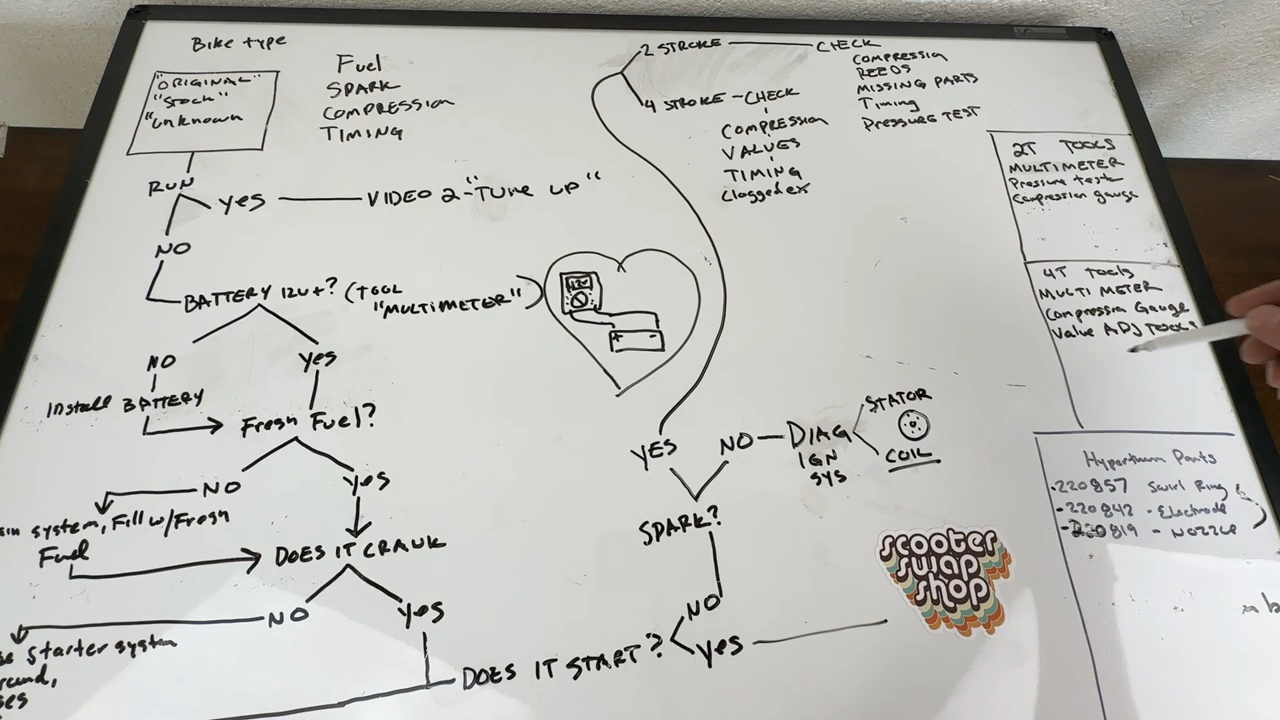 Bike type
"ORIGINAL"
"Stock"
"unknown
Fuel
SPARK
COMPRESSION
TIMING
RUN
yes
VIDEO 2-"Tune up"
NO
BATTERY 12V+? (TOOL
"MULTIMETER")
12V
+ -
NO
yes
Install BATTERY
Fresh Fuel?
NO
yes
system, Fill w/Fresh
Fuel
DOES IT CRANK
NO
yes
Starter system
DOES IT START?
NO
yes
SPARK?
YES
NO
DIAG
IGN
SYS
STATOR
COIL
2 STROKE
CHECK
COMPRESSION
REEDS
MISSING PARTS
Timing
PRESSURE TEST
4 STROKE - CHECK
COMPRESSION
VALVES
TIMING
Clogged ex
2T TOOLS
MULTIMETER
Pressure test
Compression gauge
4T tools
MULTI METER
Compression Gauge
Valve ADJ TOOLS
Hypertherm Parts
-220857 Swirl Ring
-220842 - Electrode
-220819 - Nozzle
scooter
swap
shop